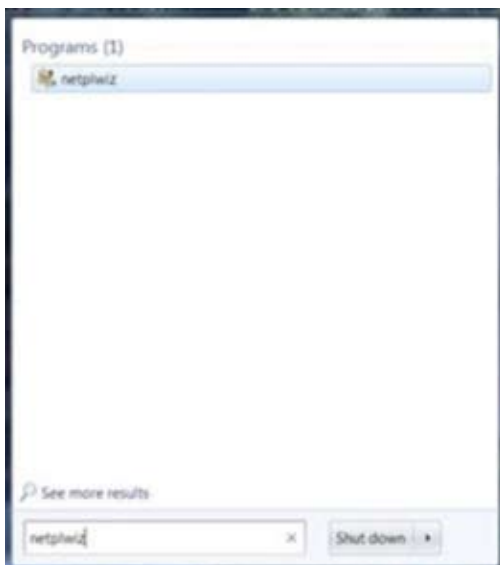 Programs (1)
netplwiz
See more results
netplwiz
Shut down